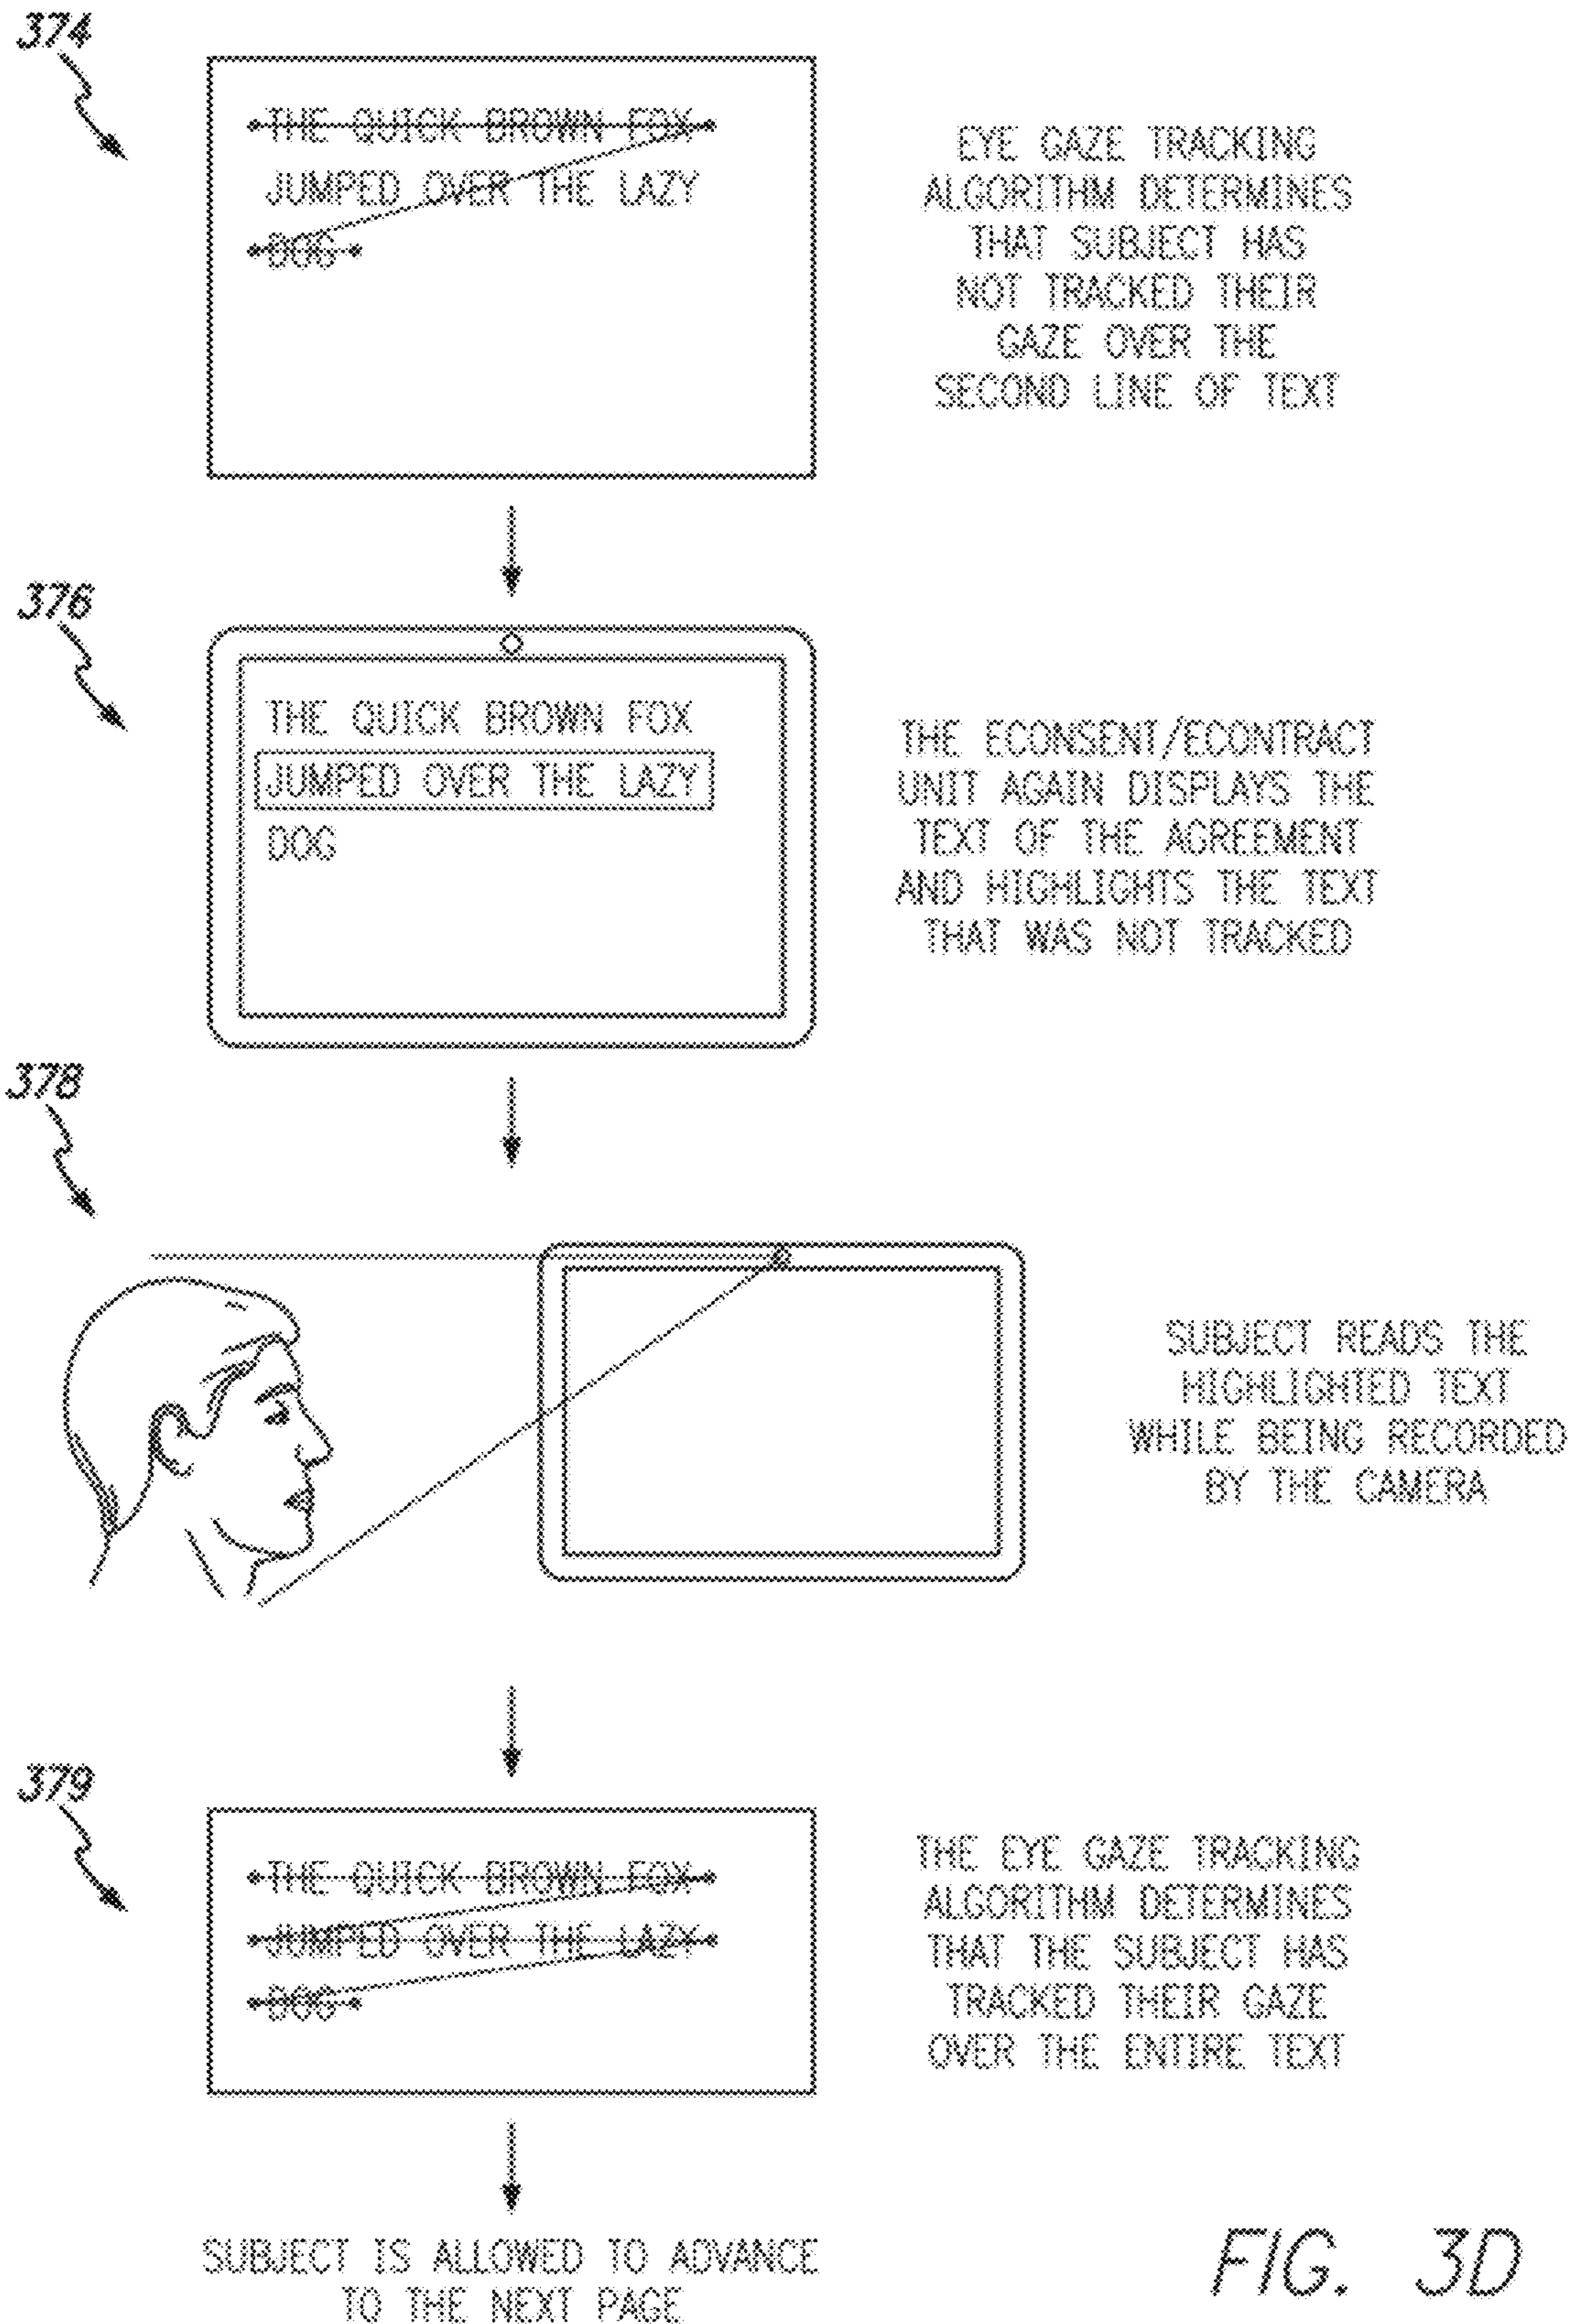 374
THE QUICK BROWN FOX
JUMPED OVER THE LAZY
DOG
EYE GAZE TRACKING
ALGORITHM DETERMINES
THAT SUBJECT HAS
NOT TRACKED THEIR
GAZE OVER THE
SECOND LINE OF TEXT
376
THE QUICK BROWN FOX
JUMPED OVER THE LAZY
DOG
THE ECONSENT/ECONTRACT
UNIT AGAIN DISPLAYS THE
TEXT OF THE AGREEMENT
AND HIGHLIGHTS THE TEXT
THAT WAS NOT TRACKED
378
SUBJECT READS THE
HIGHLIGHTED TEXT
WHILE BEING RECORDED
BY THE CAMERA
379
THE QUICK BROWN FOX
JUMPED OVER THE LAZY
DOG
THE EYE GAZE TRACKING
ALGORITHM DETERMINES
THAT THE SUBJECT HAS
TRACKED THEIR GAZE
OVER THE ENTIRE TEXT
SUBJECT IS ALLOWED TO ADVANCE
TO THE NEXT PAGE
FIG. 3D